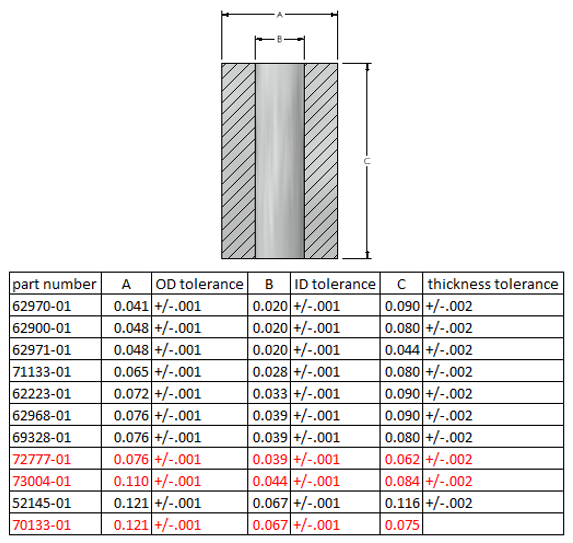 A
B
C
part number A OD tolerance B ID tolerance C thickness tolerance
62970-01 0.041 +/-.001 0.020 +/-.001 0.090 +/-.002
62900-01 0.048 +/-.001 0.020 +/-.001 0.080 +/-.002
62971-01 0.048 +/-.001 0.020 +/-.001 0.044 +/-.002
71133-01 0.065 +/-.001 0.028 +/-.001 0.080 +/-.002
62223-01 0.072 +/-.001 0.033 +/-.001 0.090 +/-.002
62968-01 0.076 +/-.001 0.039 +/-.001 0.090 +/-.002
69328-01 0.076 +/-.001 0.039 +/-.001 0.080 +/-.002
72777-01 0.076 +/-.001 0.039 +/-.001 0.062 +/-.002
73004-01 0.110 +/-.001 0.044 +/-.001 0.084 +/-.002
52145-01 0.121 +/-.001 0.067 +/-.001 0.116 +/-.002
70133-01 0.121 +/-.001 0.067 +/-.001 0.075